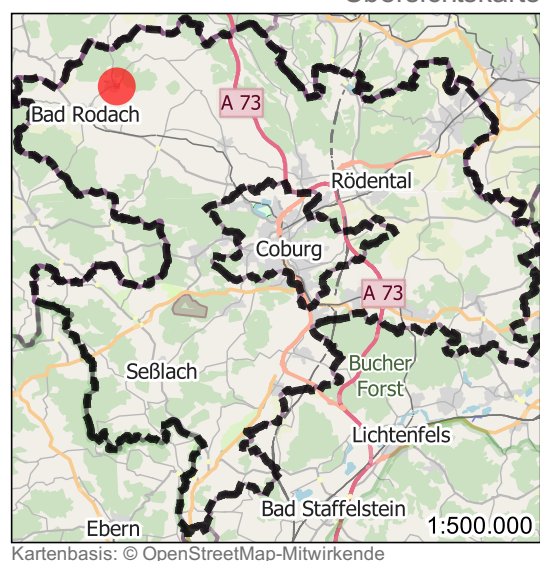 Übersichtskarte
A 73
Bad Rodach
Rödental
Coburg
A 73
Seßlach
Bucher
Forst
Lichtenfels
Bad Staffelstein
Ebern
1:500.000
Kartenbasis: © OpenStreetMap-Mitwirkende